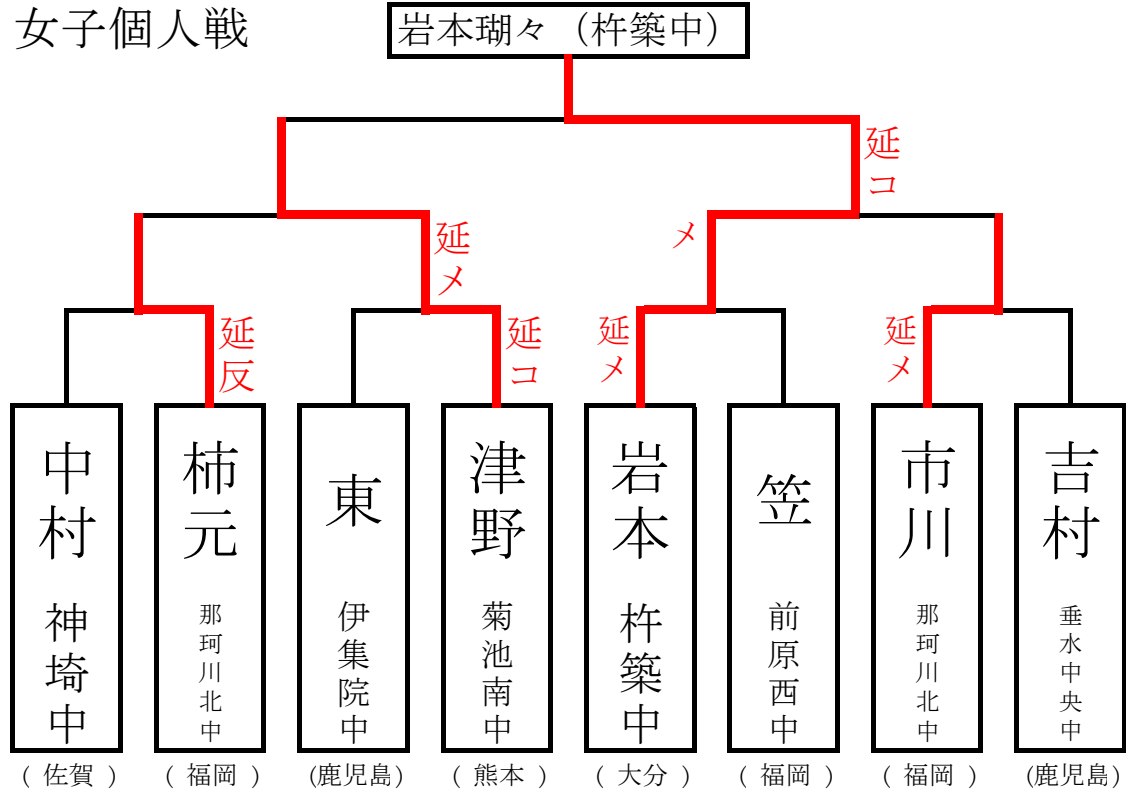 女子個人戦
岩本瑚々（杵築中）
延コ
延メ
メ
延反
延コ
延メ
延メ
中村 神埼中
柿元 那珂川北中
東 伊集院中
津野 菊池南中
岩本 杵築中
笠 前原西中
市川 那珂川北中
吉村 垂水中央中
(佐賀)
(福岡)
(鹿児島)
(熊本)
(大分)
(福岡)
(福岡)
(鹿児島)